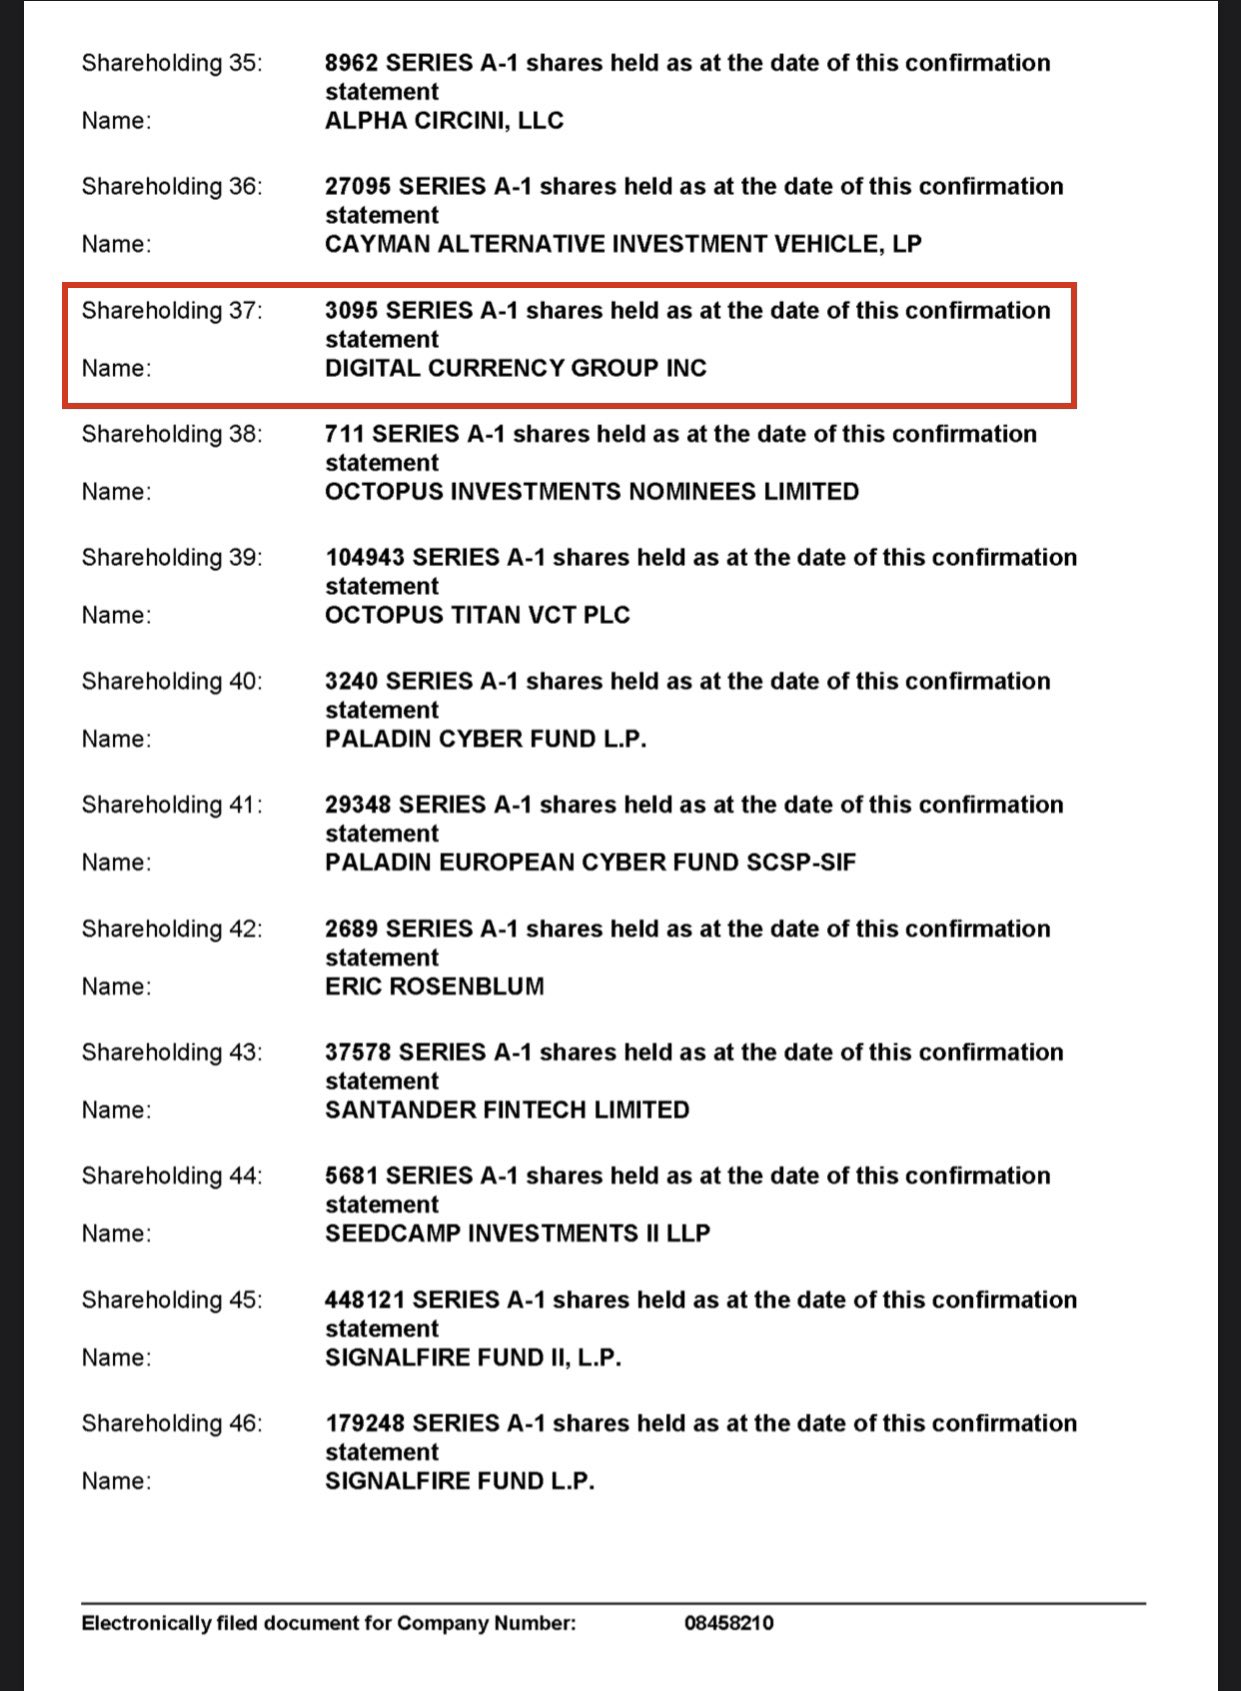 Shareholding 35: 8962 SERIES A-1 shares held as at the date of this confirmation
statement
Name: ALPHA CIRCINI, LLC
Shareholding 36: 27095 SERIES A-1 shares held as at the date of this confirmation
statement
Name: CAYMAN ALTERNATIVE INVESTMENT VEHICLE, LP
Shareholding 37: 3095 SERIES A-1 shares held as at the date of this confirmation
statement
Name: DIGITAL CURRENCY GROUP INC
Shareholding 38: 711 SERIES A-1 shares held as at the date of this confirmation
statement
Name: OCTOPUS INVESTMENTS NOMINEES LIMITED
Shareholding 39: 104943 SERIES A-1 shares held as at the date of this confirmation
statement
Name: OCTOPUS TITAN VCT PLC
Shareholding 40: 3240 SERIES A-1 shares held as at the date of this confirmation
statement
Name: PALADIN CYBER FUND L.P.
Shareholding 41: 29348 SERIES A-1 shares held as at the date of this confirmation
statement
Name: PALADIN EUROPEAN CYBER FUND SCSP-SIF
Shareholding 42: 2689 SERIES A-1 shares held as at the date of this confirmation
statement
Name: ERIC ROSENBLUM
Shareholding 43: 37578 SERIES A-1 shares held as at the date of this confirmation
statement
Name: SANTANDER FINTECH LIMITED
Shareholding 44: 5681 SERIES A-1 shares held as at the date of this confirmation
statement
Name: SEEDCAMP INVESTMENTS II LLP
Shareholding 45: 448121 SERIES A-1 shares held as at the date of this confirmation
statement
Name: SIGNALFIRE FUND II, L.P.
Shareholding 46: 179248 SERIES A-1 shares held as at the date of this confirmation
statement
Name: SIGNALFIRE FUND L.P.
Electronically filed document for Company Number: 08458210